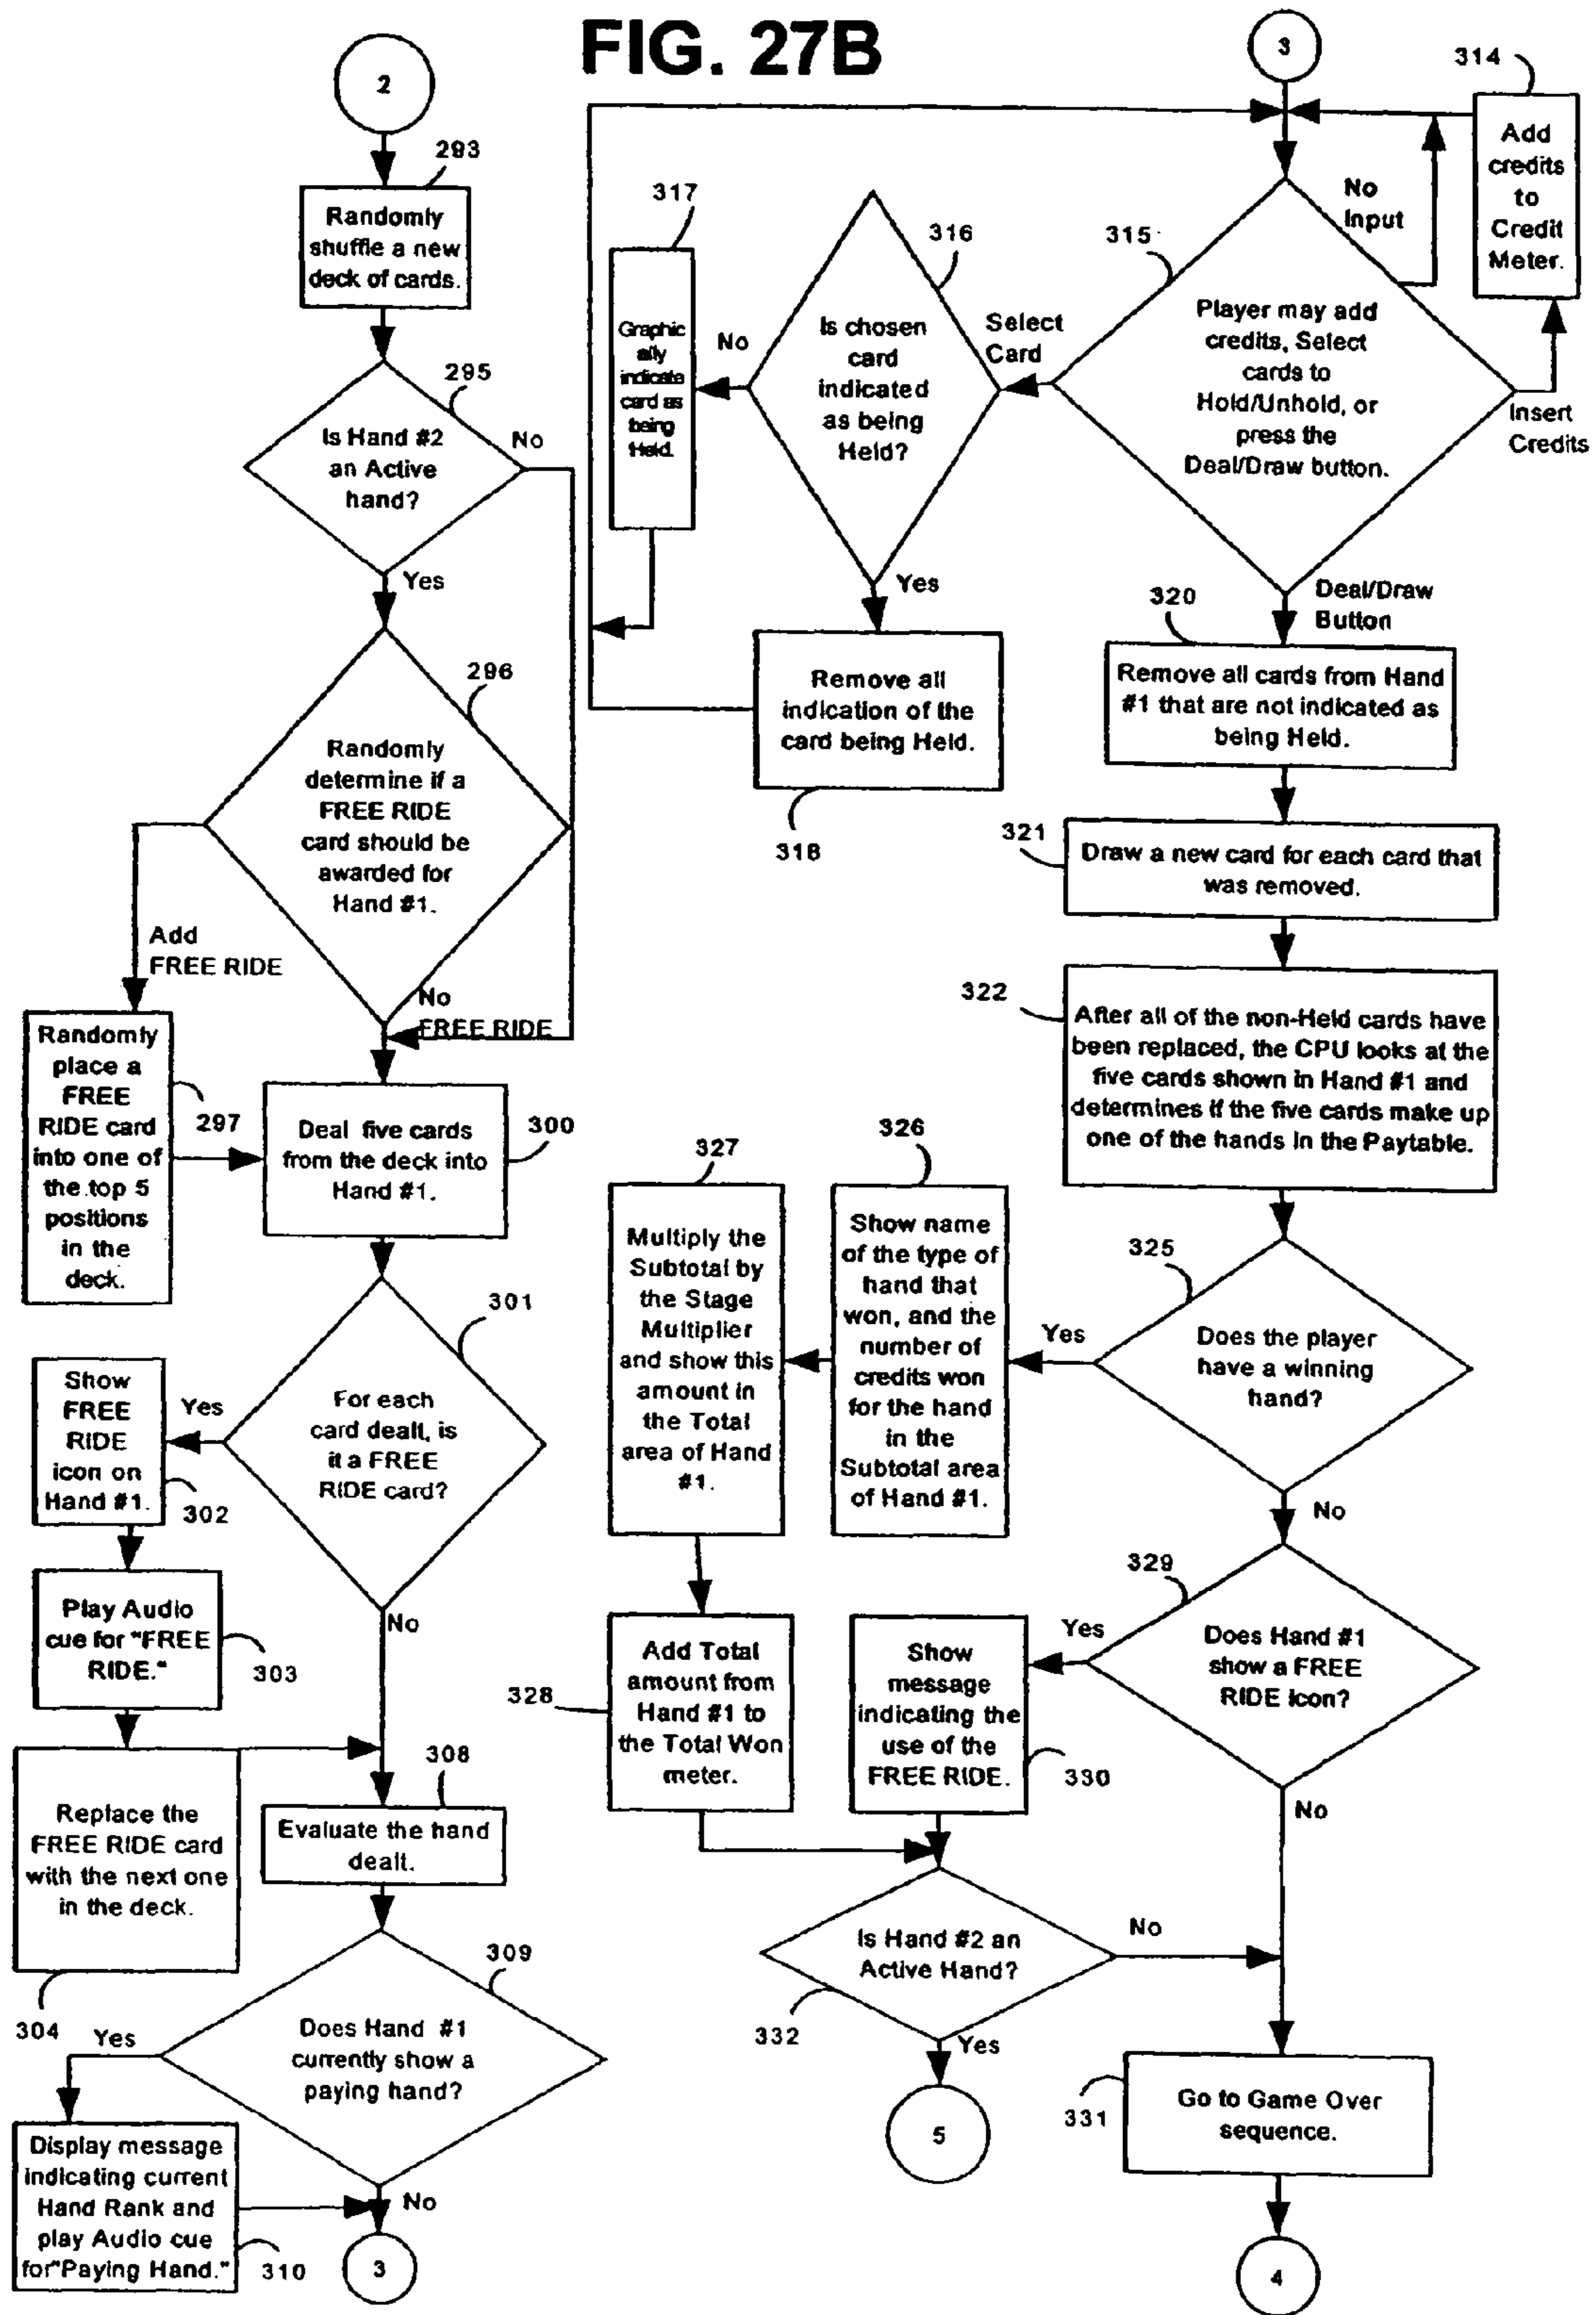 FIG. 27B
2
293
Randomly
shuffle a new
deck of cards.
295
Is Hand #2
an Active
hand?
No
Yes
296
Randomly
determine if a
FREE RIDE
card should be
awarded for
Hand #1.
Add
FREE RIDE
No
FREE RIDE
Randomly
place a
FREE
RIDE card
into one of
the top 5
positions
in the
deck.
297
Deal five cards
from the deck into
Hand #1.
300
301
For each
card dealt, is
it a FREE
RIDE card?
Yes
No
Show
FREE
RIDE
icon on
Hand #1.
302
Play Audio
cue for "FREE
RIDE."
303
Replace the
FREE RIDE card
with the next one
in the deck.
304
308
Evaluate the hand
dealt.
309
Does Hand #1
currently show a
paying hand?
Yes
No
Display message
indicating current
Hand Rank and
play Audio cue
for"Paying Hand."
310
3
3
314
Add
credits
to
Credit
Meter.
No
Input
315
Player may add
credits, Select
cards to
Hold/Unhold, or
press the
Deal/Draw button.
Insert
Credits
Select
Card
316
Is chosen
card
indicated
as being
Held?
No
Yes
317
Graphic
ally
indicate
card as
being
Held.
Remove all
indication of the
card being Held.
318
Deal/Draw
Button
320
Remove all cards from Hand
#1 that are not indicated as
being Held.
321
Draw a new card for each card that
was removed.
322
After all of the non-Held cards have
been replaced, the CPU looks at the
five cards shown in Hand #1 and
determines if the five cards make up
one of the hands in the Paytable.
325
Does the player
have a winning
hand?
Yes
No
326
Show name
of the type of
hand that
won, and the
number of
credits won
for the hand
in the
Subtotal area
of Hand #1.
327
Multiply the
Subtotal by
the Stage
Multiplier
and show this
amount in
the Total
area of Hand
#1.
328
Add Total
amount from
Hand #1 to
the Total Won
meter.
329
Does Hand #1
show a FREE
RIDE Icon?
Yes
No
Show
message
indicating the
use of the
FREE RIDE.
330
Is Hand #2 an
Active Hand?
332
No
Yes
5
331
Go to Game Over
sequence.
4